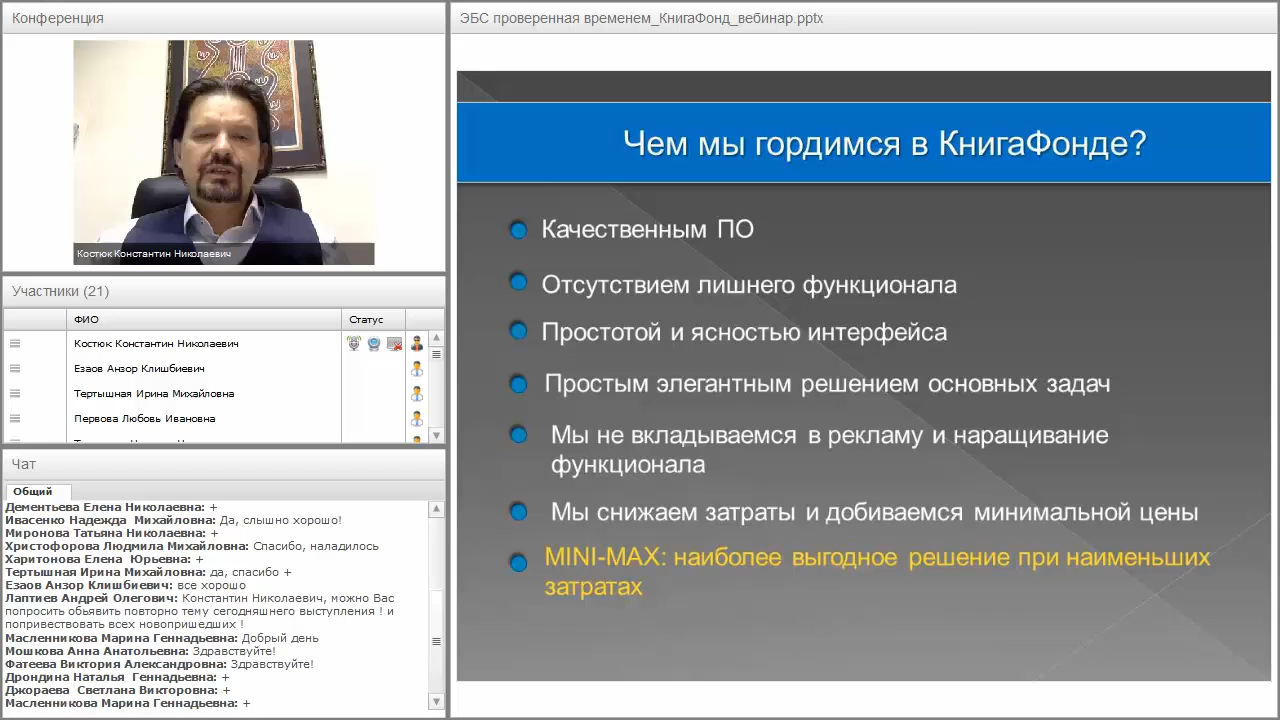 Конференция
Костюк Константин Николаевич
Участники (21)
ФИО Статус
Костюк Константин Николаевич
Езаов Анзор Клишбиевич
Тертышная Ирина Михайловна
Первова Любовь Ивановна
Чат
Общий
Дементьева Елена Николаевна: +
Ивасенко Надежда Михайловна: Да, слышно хорошо!
Миронова Татьяна Николаевна: +
Христофорова Людмила Михайловна: Спасибо, наладилось
Харитонова Елена Юрьевна: +
Тертышная Ирина Михайловна: да, спасибо +
Езаов Анзор Клишбиевич: все хорошо
Лаптиев Андрей Олегович: Константин Николаевич, можно Вас
попросить обьявить повторно тему сегодняшнего выступления ! и
поприветствовать всех новопришедших !
Масленникова Марина Геннадьевна: Добрый день
Мошкова Анна Анатольевна: Здравствуйте!
Фатеева Виктория Александровна: Здравствуйте!
Дрондина Наталья Геннадьевна: +
Джораева Светлана Викторовна: +
Масленникова Марина Геннадьевна: +
ЭБС проверенная временем_КнигаФонд_вебинар.pptx
Чем мы гордимся в КнигаФонде?
Качественным ПО
Отсутствием лишнего функционала
Простотой и ясностью интерфейса
Простым элегантным решением основных задач
Мы не вкладываемся в рекламу и наращивание
функционала
Мы снижаем затраты и добиваемся минимальной цены
MINI-MAX: наиболее выгодное решение при наименьших
затратах